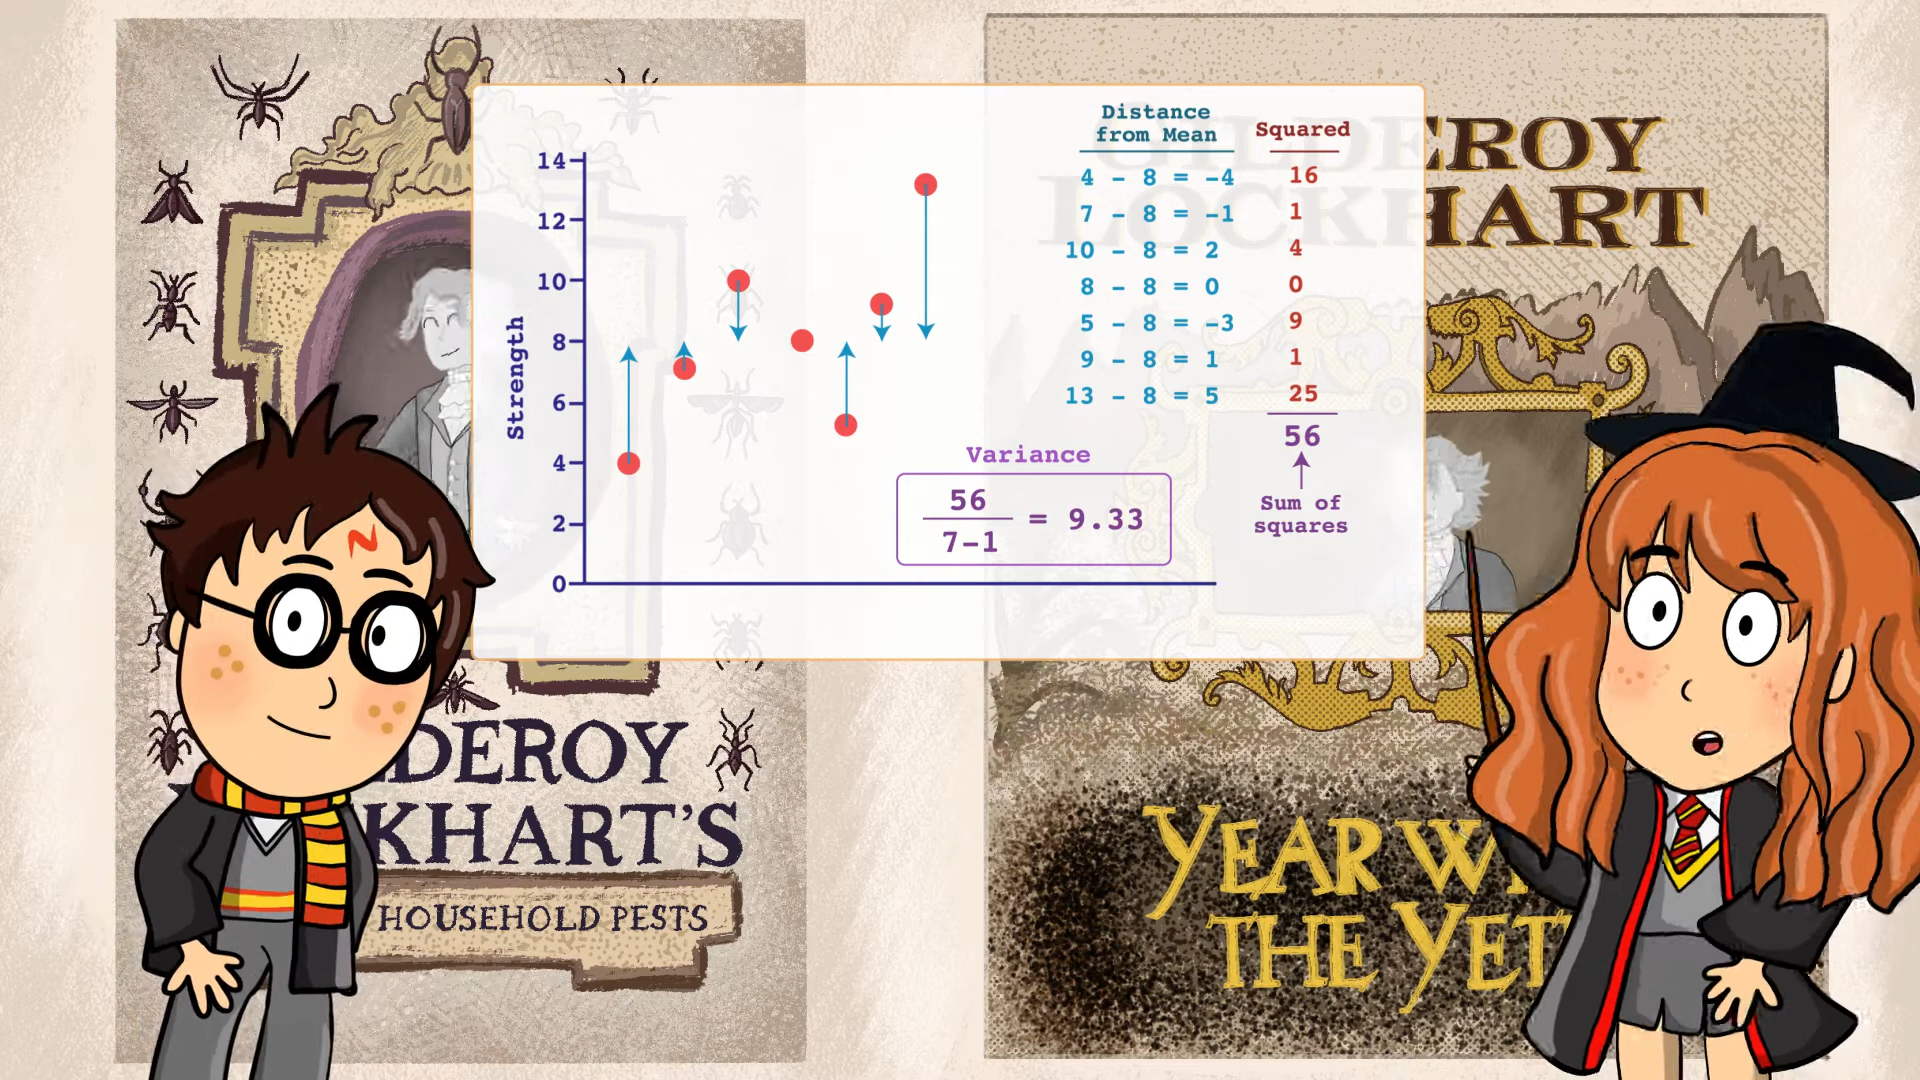 Distance
from Mean
Squared
4 – 8 = –4 16
7 – 8 = –1 1
10 – 8 = 2 4
8 – 8 = 0 0
5 – 8 = –3 9
9 – 8 = 1 1
13 – 8 = 5 25
56
Sum of
squares
Variance
56
7–1
= 9.33
Strength
14
12
10
8
6
4
2
0
GILDEROY
LOCKHART
DEROY
KHART'S
HOUSEHOLD PESTS
YEAR W
THE YET